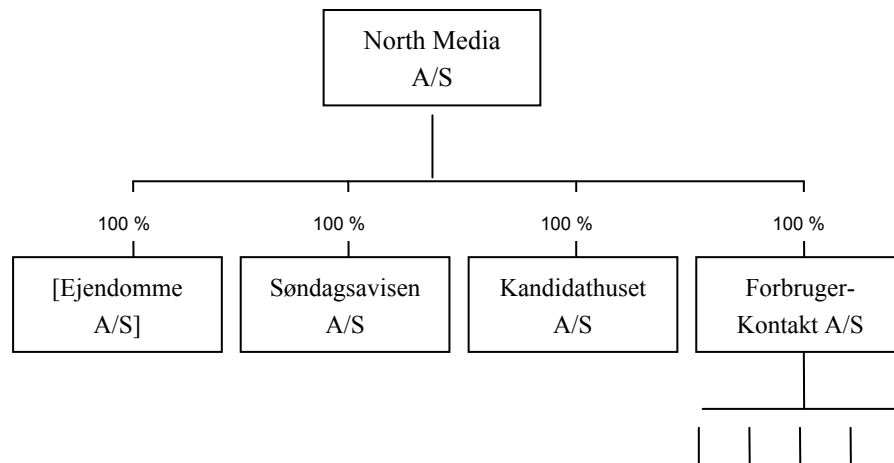 North Media
A/S
100 %
100 %
100 %
100 %
[Ejendomme
A/S]
Søndagsavisen
A/S
Kandidathuset
A/S
Forbruger-
Kontakt A/S